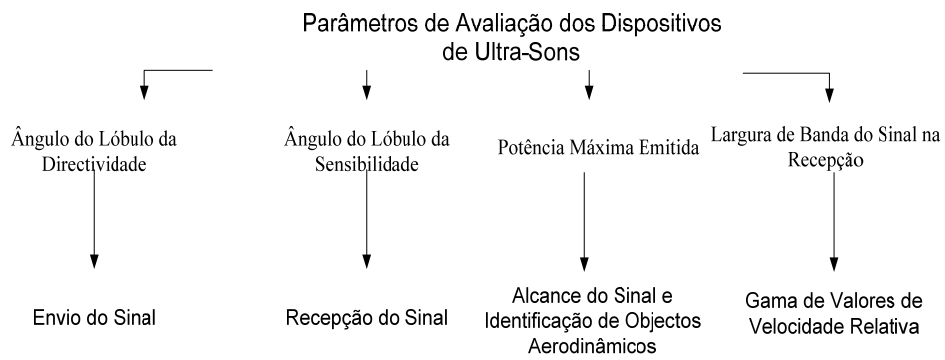 Parâmetros de Avaliação dos Dispositivos
de Ultra-Sons
Ângulo do Lóbulo da
Directividade
Ângulo do Lóbulo da
Sensibilidade
Potência Máxima Emitida
Largura de Banda do Sinal na
Recepção
Envio do Sinal
Recepção do Sinal
Alcance do Sinal e
Identificação de Objectos
Aerodinâmicos
Gama de Valores de
Velocidade Relativa